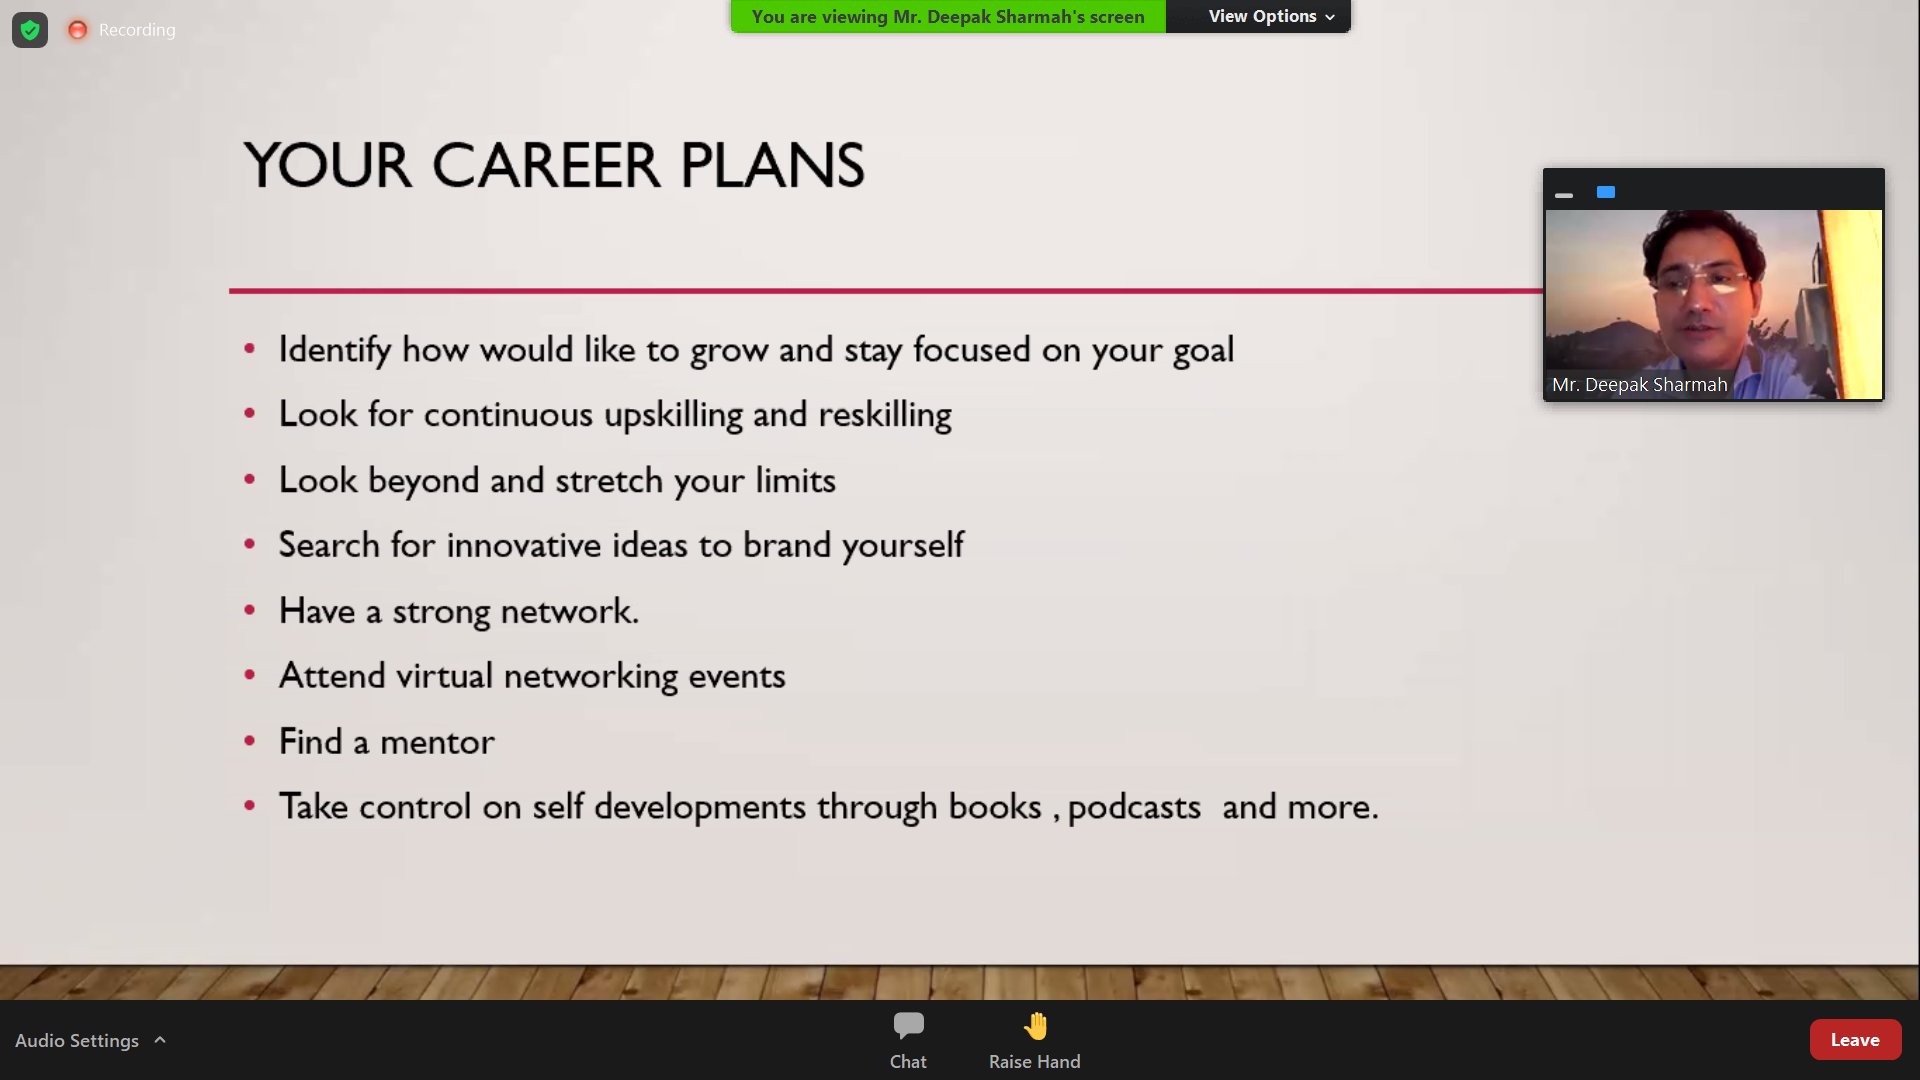 Recording
You are viewing Mr. Deepak Sharmah's screen
View Options
YOUR CAREER PLANS
• Identify how would like to grow and stay focused on your goal
• Look for continuous upskilling and reskilling
• Look beyond and stretch your limits
• Search for innovative ideas to brand yourself
• Have a strong network.
• Attend virtual networking events
• Find a mentor
• Take control on self developments through books , podcasts  and more.
Mr. Deepak Sharmah
Audio Settings
Chat
Raise Hand
Leave